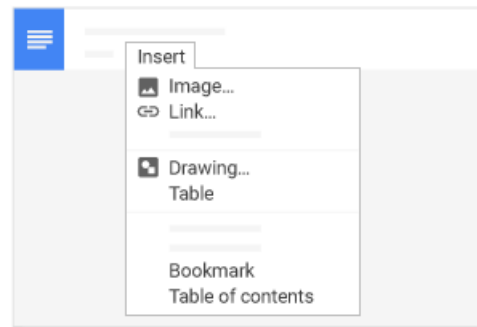 Insert
Image...
Link...
Drawing...
Table
Bookmark
Table of contents